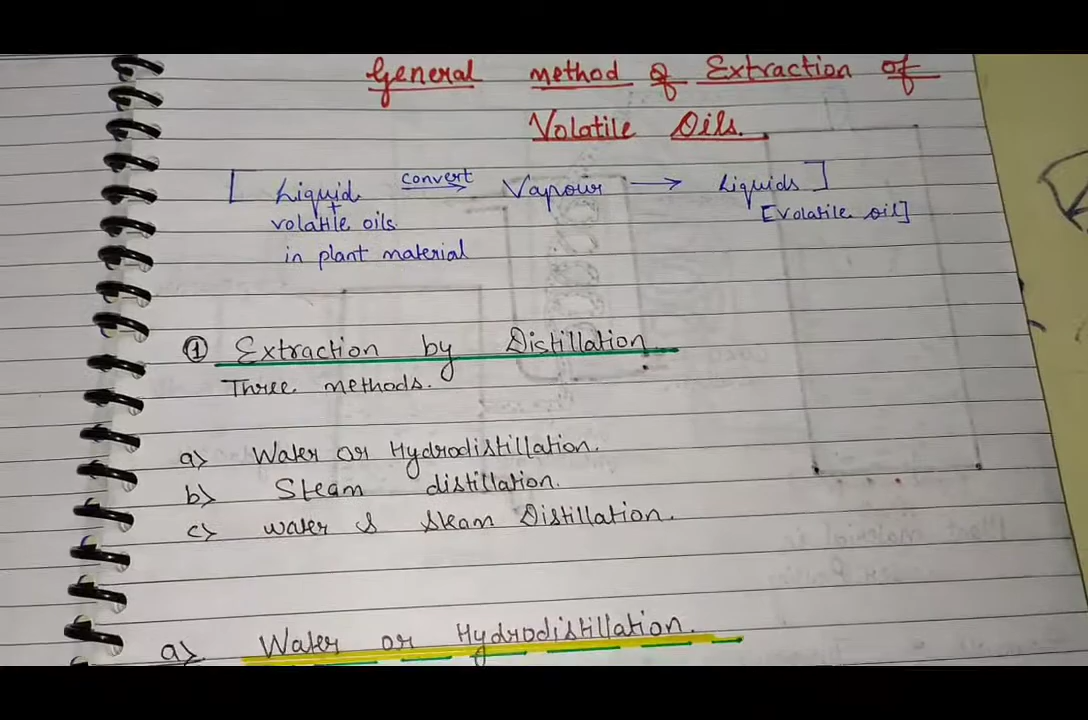 General method of Extraction of
Volatile Oils.
[ Liquid convert → Vapour → Liquids ]
+
volatile oils [Volatile oil]
in plant material
① Extraction by Distillation
Three methods.
a> Water or Hydrodistillation.
b> Steam distillation.
c> water & Steam Distillation.
a> Water or Hydrodistillation.